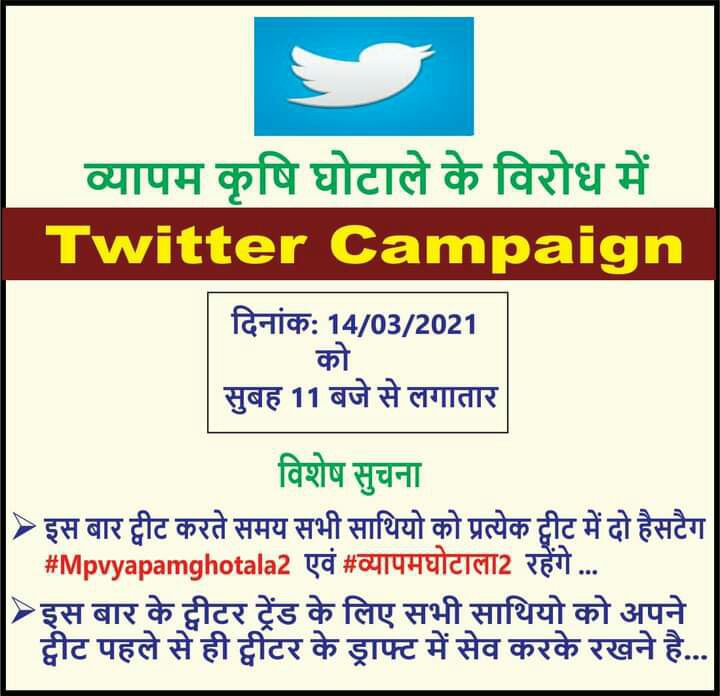 व्यापम कृषि घोटाले के विरोध में
Twitter Campaign
दिनांक: 14/03/2021
को
सुबह 11 बजे से लगातार
विशेष सुचना
➢ इस बार ट्वीट करते समय सभी साथियो को प्रत्येक ट्वीट में दो हैसटैग
#Mpvyapamghotala2 एवं #व्यापमघोटाला2 रहेंगे ...
➢ इस बार के ट्वीटर ट्रेंड के लिए सभी साथियो को अपने
ट्वीट पहले से ही ट्वीटर के ड्राफ्ट में सेव करके रखने है...